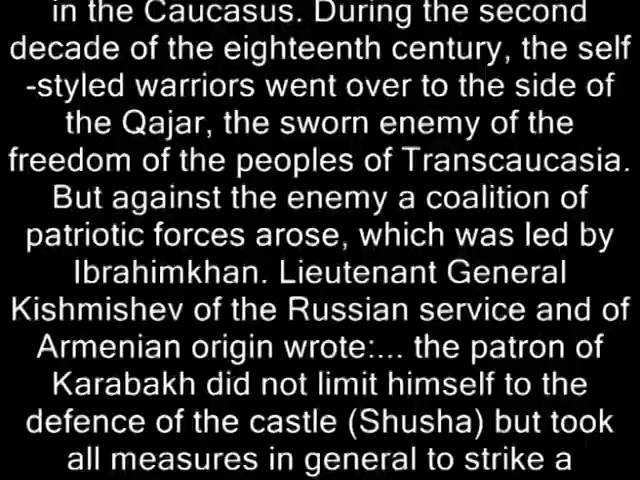 in the Caucasus. During the second
decade of the eighteenth century, the self
-styled warriors went over to the side of
the Qajar, the sworn enemy of the
freedom of the peoples of Transcaucasia.
But against the enemy a coalition of
patriotic forces arose, which was led by
Ibrahimkhan. Lieutenant General
Kishmishev of the Russian service and of
Armenian origin wrote:... the patron of
Karabakh did not limit himself to the
defence of the castle (Shusha) but took
all measures in general to strike a